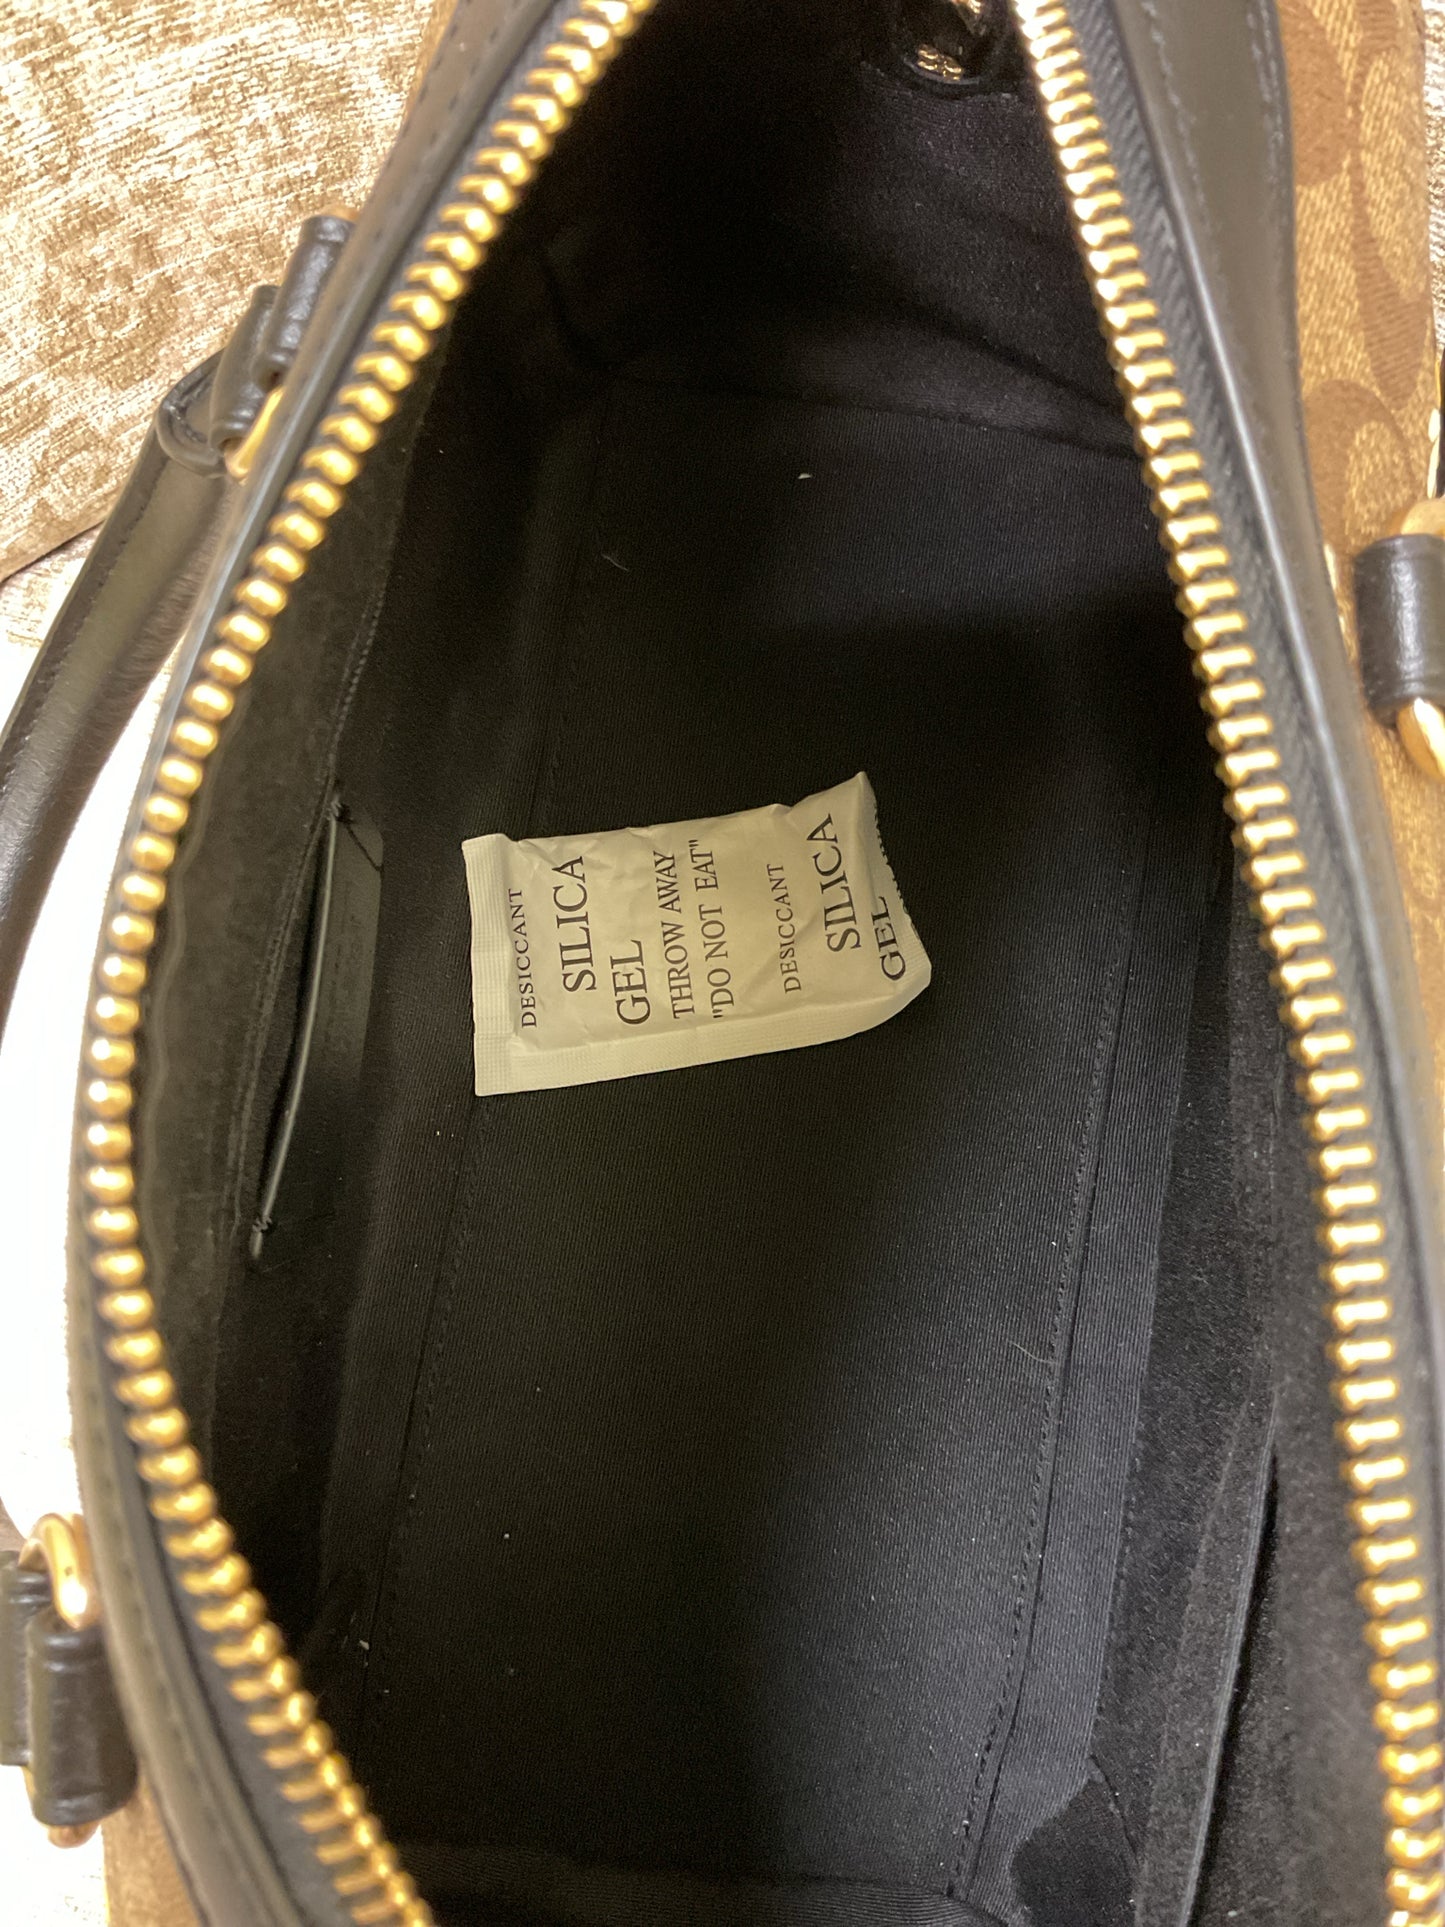 DESICCANT
SILICA
GEL
THROW AWAY
"DO NOT EAT"
DESICCANT
SILICA
GEL